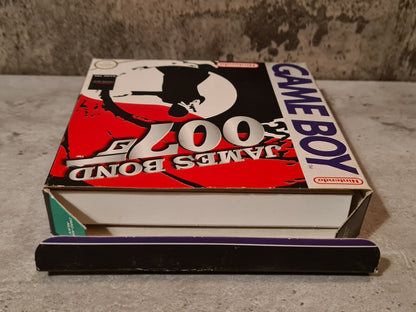 GAME BOY
Nintendo
Nintendo
JAMES BOND
007